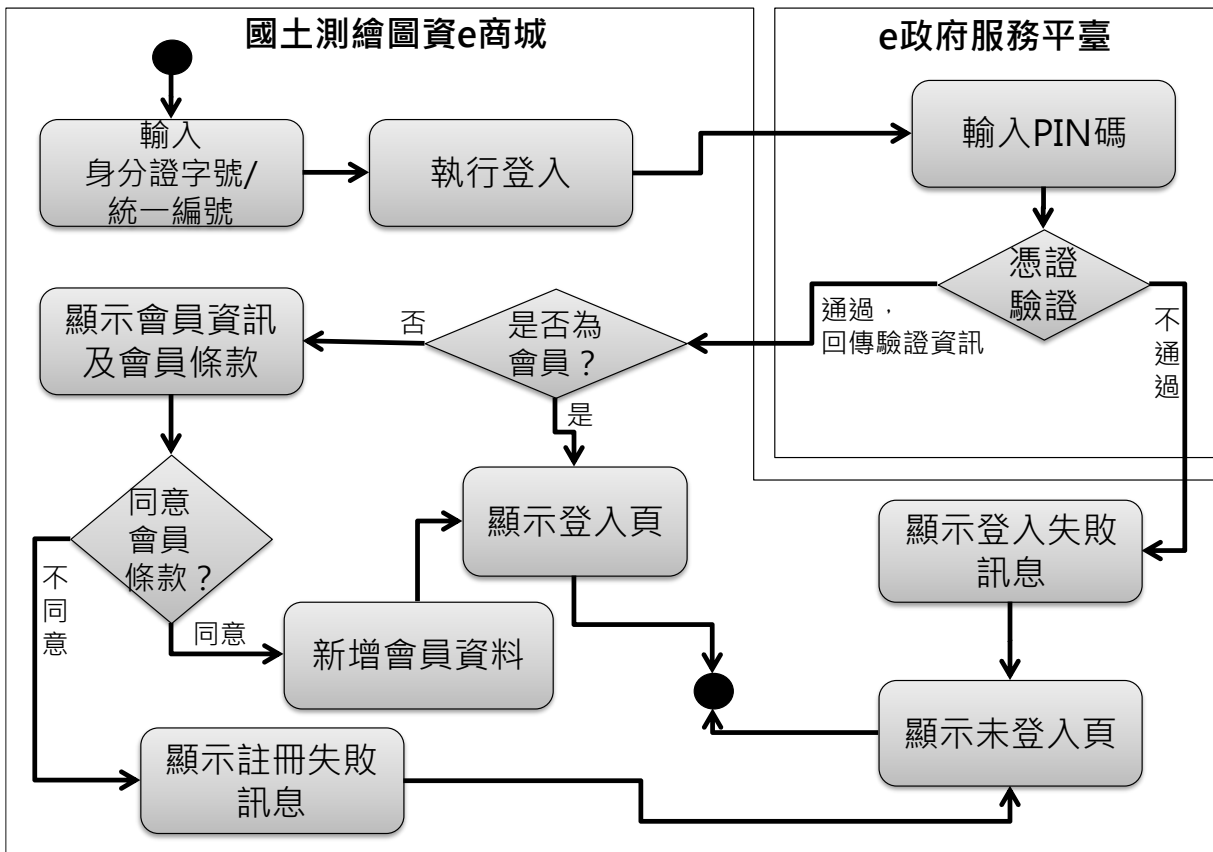 國土測繪圖資e商城
e政府服務平臺
輸入
身分證字號/
統一編號
執行登入
輸入PIN碼
憑證
驗證
通過，
回傳驗證資訊
不通過
是否為
會員？
否
是
顯示會員資訊
及會員條款
同意
會員
條款？
不同意
同意
新增會員資料
顯示登入頁
顯示登入失敗
訊息
顯示未登入頁
顯示註冊失敗
訊息